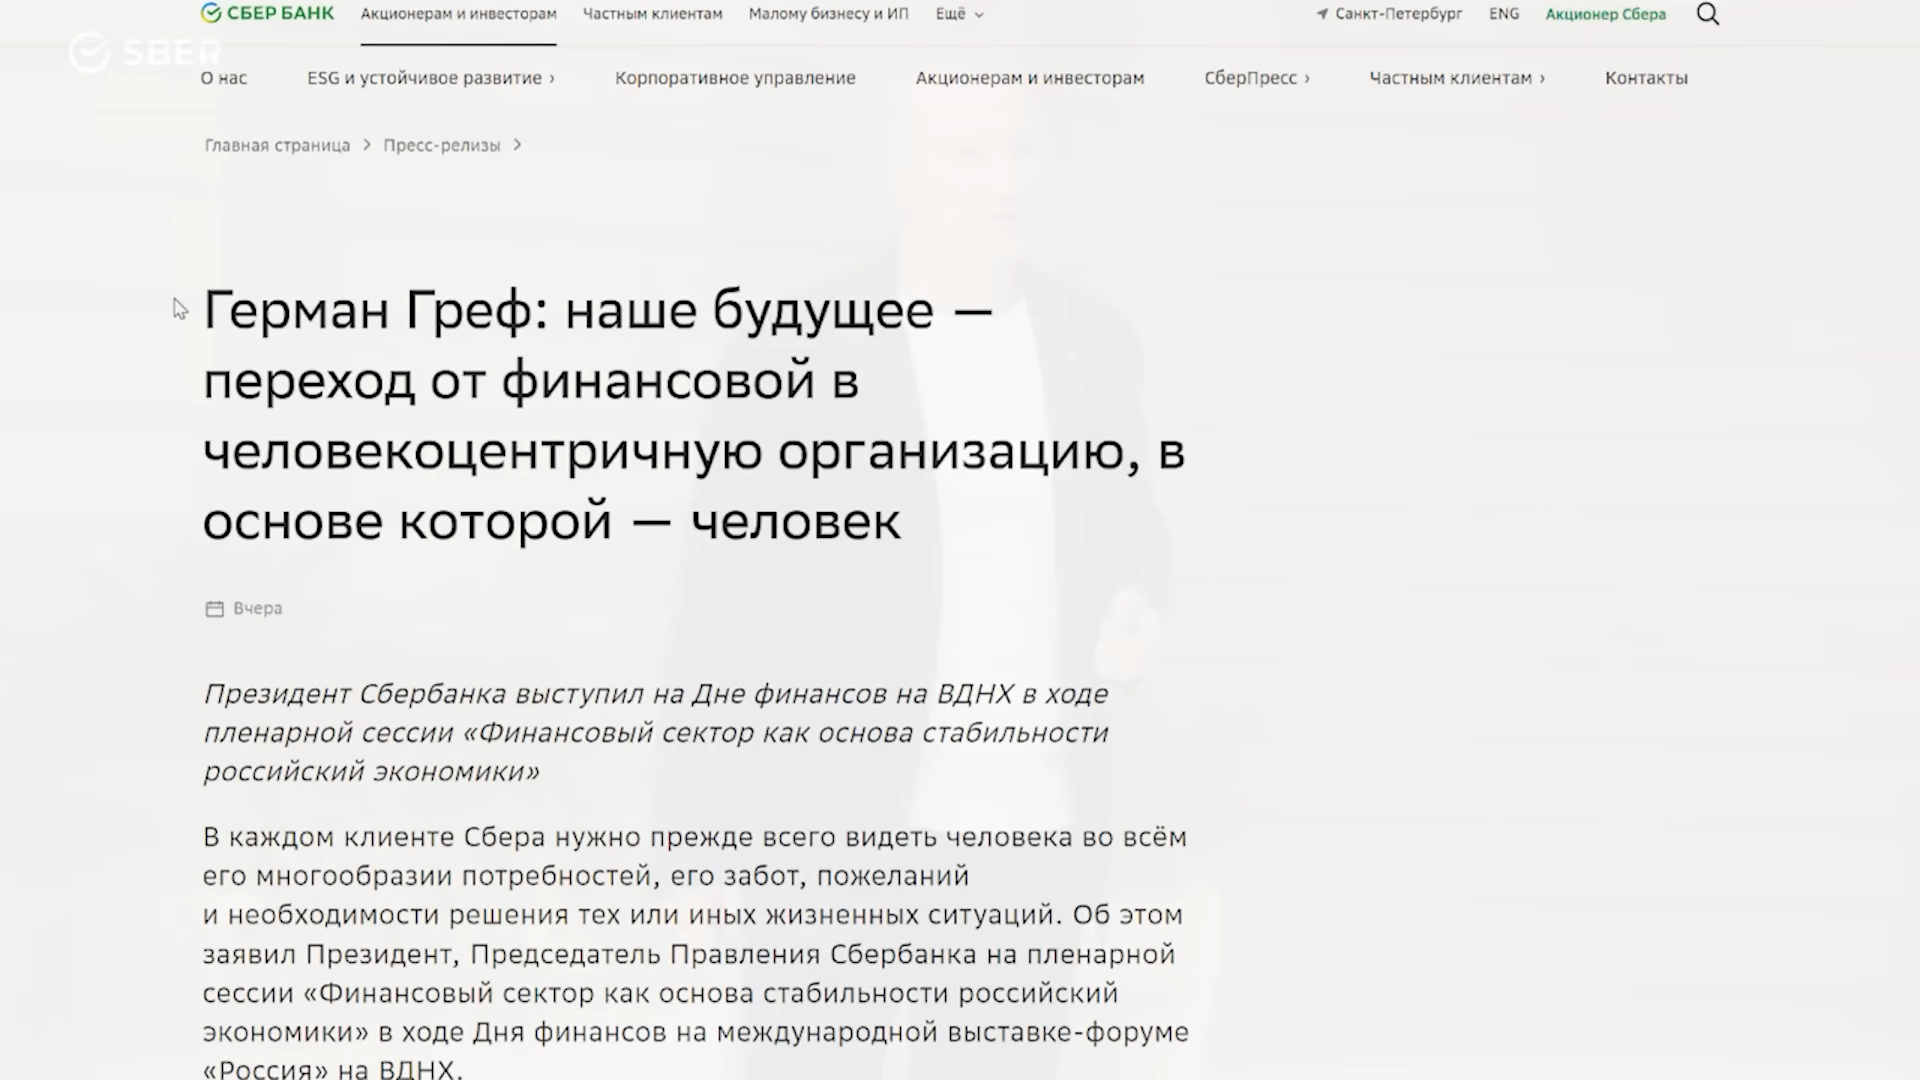 СБЕР БАНК Акционерам и инвесторам Частным клиентам Малому бизнесу и ИП Ещё Санкт-Петербург ENG Акционер Сбера
SBER
О нас ESG и устойчивое развитие › Корпоративное управление Акционерам и инвесторам СберПресс › Частным клиентам › Контакты
Главная страница > Пресс-релизы >
Герман Греф: наше будущее —
переход от финансовой в
человекоцентричную организацию, в
основе которой — человек
Вчера
Президент Сбербанка выступил на Дне финансов на ВДНХ в ходе
пленарной сессии «Финансовый сектор как основа стабильности
российский экономики»
В каждом клиенте Сбера нужно прежде всего видеть человека во всём
его многообразии потребностей, его забот, пожеланий
и необходимости решения тех или иных жизненных ситуаций. Об этом
заявил Президент, Председатель Правления Сбербанка на пленарной
сессии «Финансовый сектор как основа стабильности российский
экономики» в ходе Дня финансов на международной выставке-форуме
«Россия» на ВДНХ.